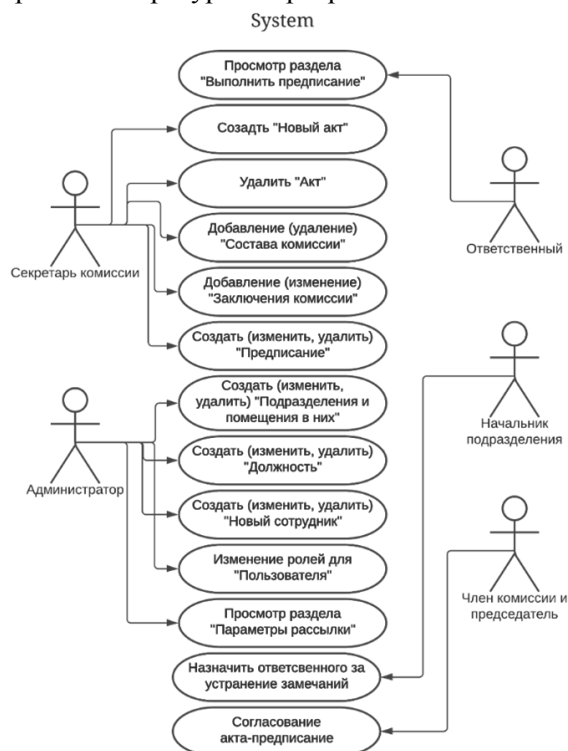 System
Просмотр раздела
"Выполнить предписание"
Созадть "Новый акт"
Удалить "Акт"
Добавление (удаление)
"Состава комиссии"
Добавление (изменение)
"Заключения комиссии"
Создать (изменить, удалить)
"Предписание"
Создать (изменить,
удалить) "Подразделения и
помещения в них"
Создать (изменить, удалить)
"Должность"
Создать (изменить, удалить)
"Новый сотрудник"
Изменение ролей для
"Пользователя"
Просмотр раздела
"Параметры рассылки"
Назначить ответсвенного за
устранение замечаний
Согласование
акта-предписание
Секретарь комиссии
Администратор
Ответственный
Начальник
подразделения
Член комиссии и
председатель